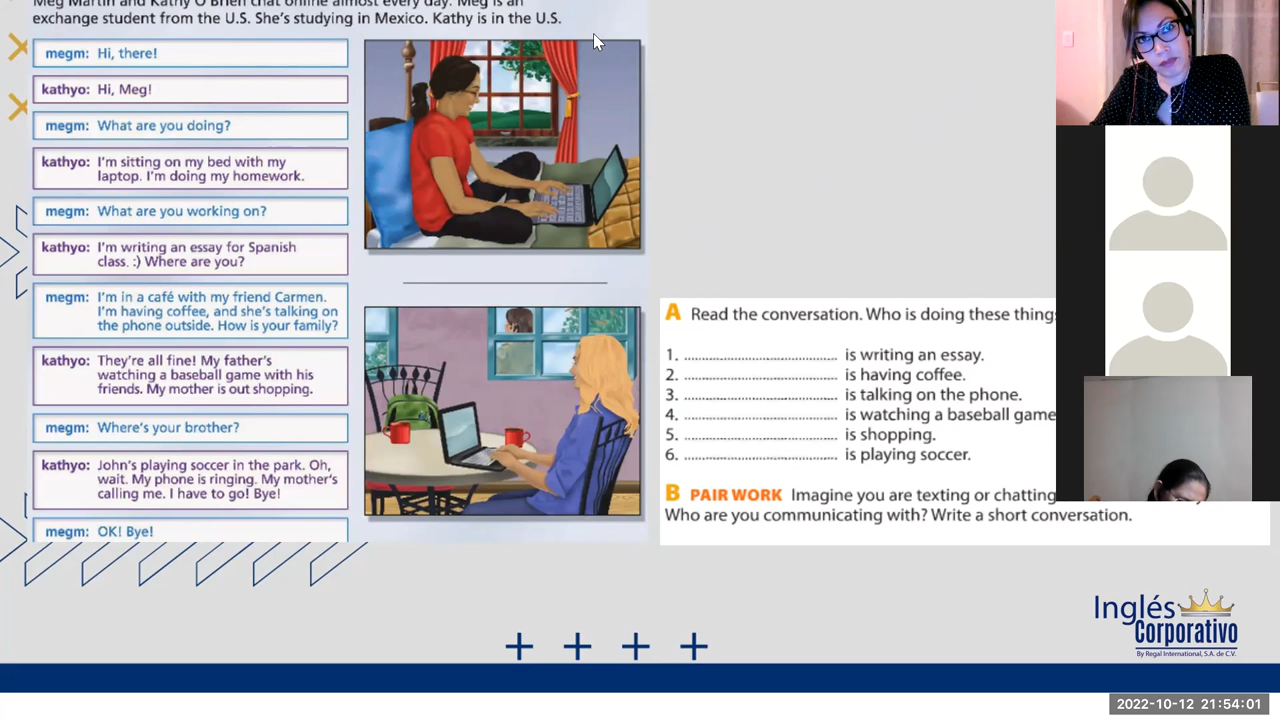 Meg Martin and Kathy O'Brien chat online almost every day. Meg is an
exchange student from the U.S. She's studying in Mexico. Kathy is in the U.S.
megm: Hi, there!
kathyo: Hi, Meg!
megm: What are you doing?
kathyo: I'm sitting on my bed with my
laptop. I'm doing my homework.
megm: What are you working on?
kathyo: I'm writing an essay for Spanish
class. :) Where are you?
megm: I'm in a café with my friend Carmen.
I'm having coffee, and she's talking on
the phone outside. How is your family?
kathyo: They're all fine! My father's
watching a baseball game with his
friends. My mother is out shopping.
megm: Where's your brother?
kathyo: John's playing soccer in the park. Oh,
wait. My phone is ringing. My mother's
calling me. I have to go! Bye!
megm: OK! Bye!
A Read the conversation. Who is doing these things
1. ........................................ is writing an essay.
2. ........................................ is having coffee.
3. ........................................ is talking on the phone.
4. ........................................ is watching a baseball game
5. ........................................ is shopping.
6. ........................................ is playing soccer.
B PAIR WORK Imagine you are texting or chatting
Who are you communicating with? Write a short conversation.
Inglés
Corporativo
By Regal International, S.A. de C.V.
2022-10-12 21:54:01